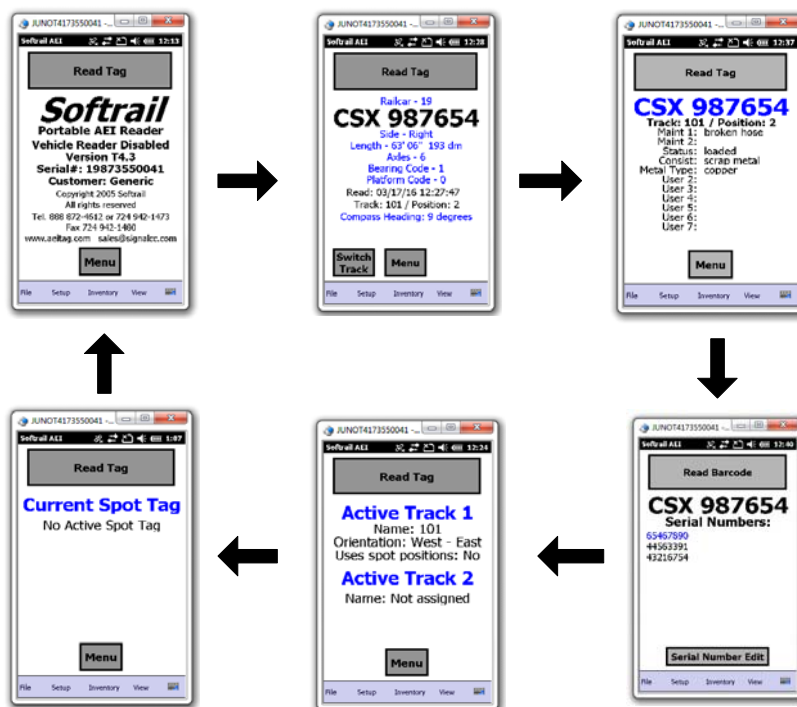 JUNOT4173550041 -...
Softrail AEI 12:13
Read Tag
Softrail
Portable AEI Reader
Vehicle Reader Disabled
Version T4.3
Serial#: 19873550041
Customer: Generic
Copyright 2005 Softrail
All rights reserved
Tel. 888 872-4612 or 724 942-1473
Fax 724 942-1480
www.aeitag.com sales@signalcc.com
Menu
File Setup Inventory View
JUNOT4173550041 -...
Softrail AEI 12:28
Read Tag
Railcar - 19
CSX 987654
Side - Right
Length - 63' 06" 193 dm
Axles - 6
Bearing Code - 1
Platform Code - 0
Read: 03/17/16 12:27:47
Track: 101 / Position: 2
Compass Heading: 9 degrees
Switch
Track
Menu
File Setup Inventory View
JUNOT4173550041 -...
Softrail AEI 12:37
Read Tag
CSX 987654
Track: 101 / Position: 2
Maint 1: broken hose
Maint 2:
Status: loaded
Consist: scrap metal
Metal Type: copper
User 2:
User 3:
User 4:
User 5:
User 6:
User 7:
Menu
File Setup Inventory View
JUNOT4173550041 -...
Softrail AEI 1:07
Read Tag
Current Spot Tag
No Active Spot Tag
Menu
File Setup Inventory View
JUNOT4173550041 -...
Softrail AEI 12:24
Read Tag
Active Track 1
Name: 101
Orientation: West - East
Uses spot positions: No
Active Track 2
Name: Not assigned
Menu
File Setup Inventory View
JUNOT4173550041 -...
Softrail AEI 12:40
Read Barcode
CSX 987654
Serial Numbers:
65467890
44563391
43216754
Serial Number Edit
File Setup Inventory View